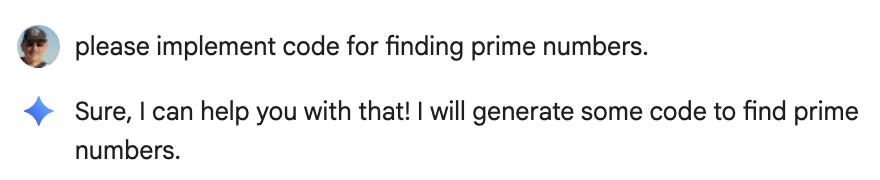 please implement code for finding prime numbers.
Sure, I can help you with that! I will generate some code to find prime
numbers.